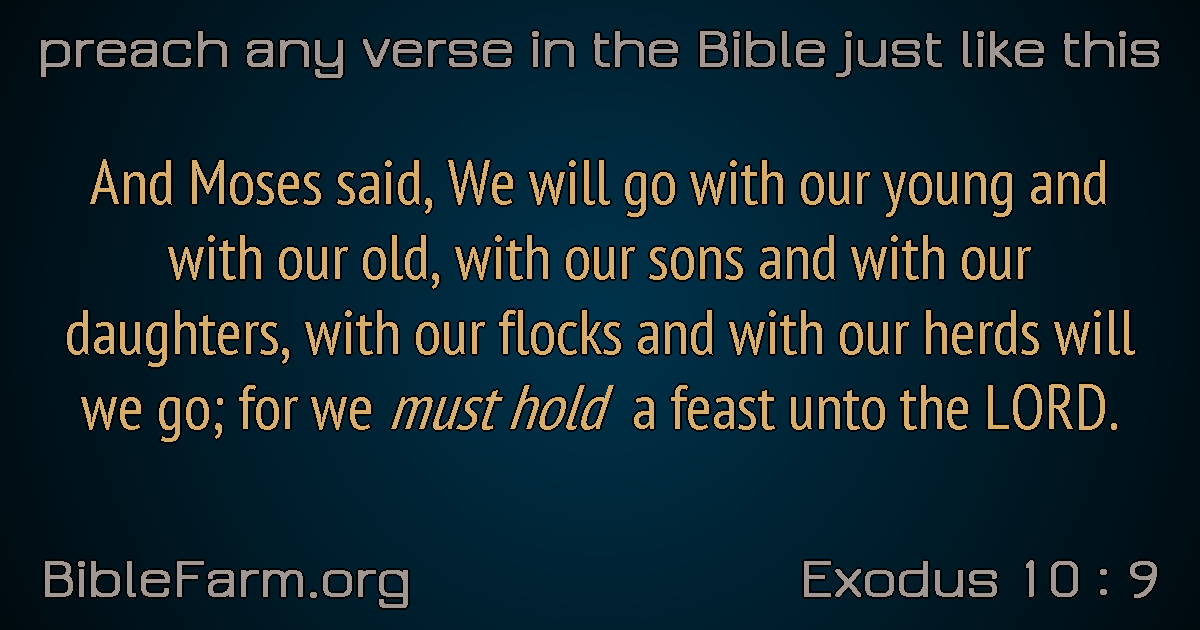 preach any verse in the Bible just like this
And Moses said, We will go with our young and
with our old, with our sons and with our
daughters, with our flocks and with our herds will
we go; for we must hold a feast unto the LORD.
BibleFarm.org
Exodus 10 : 9